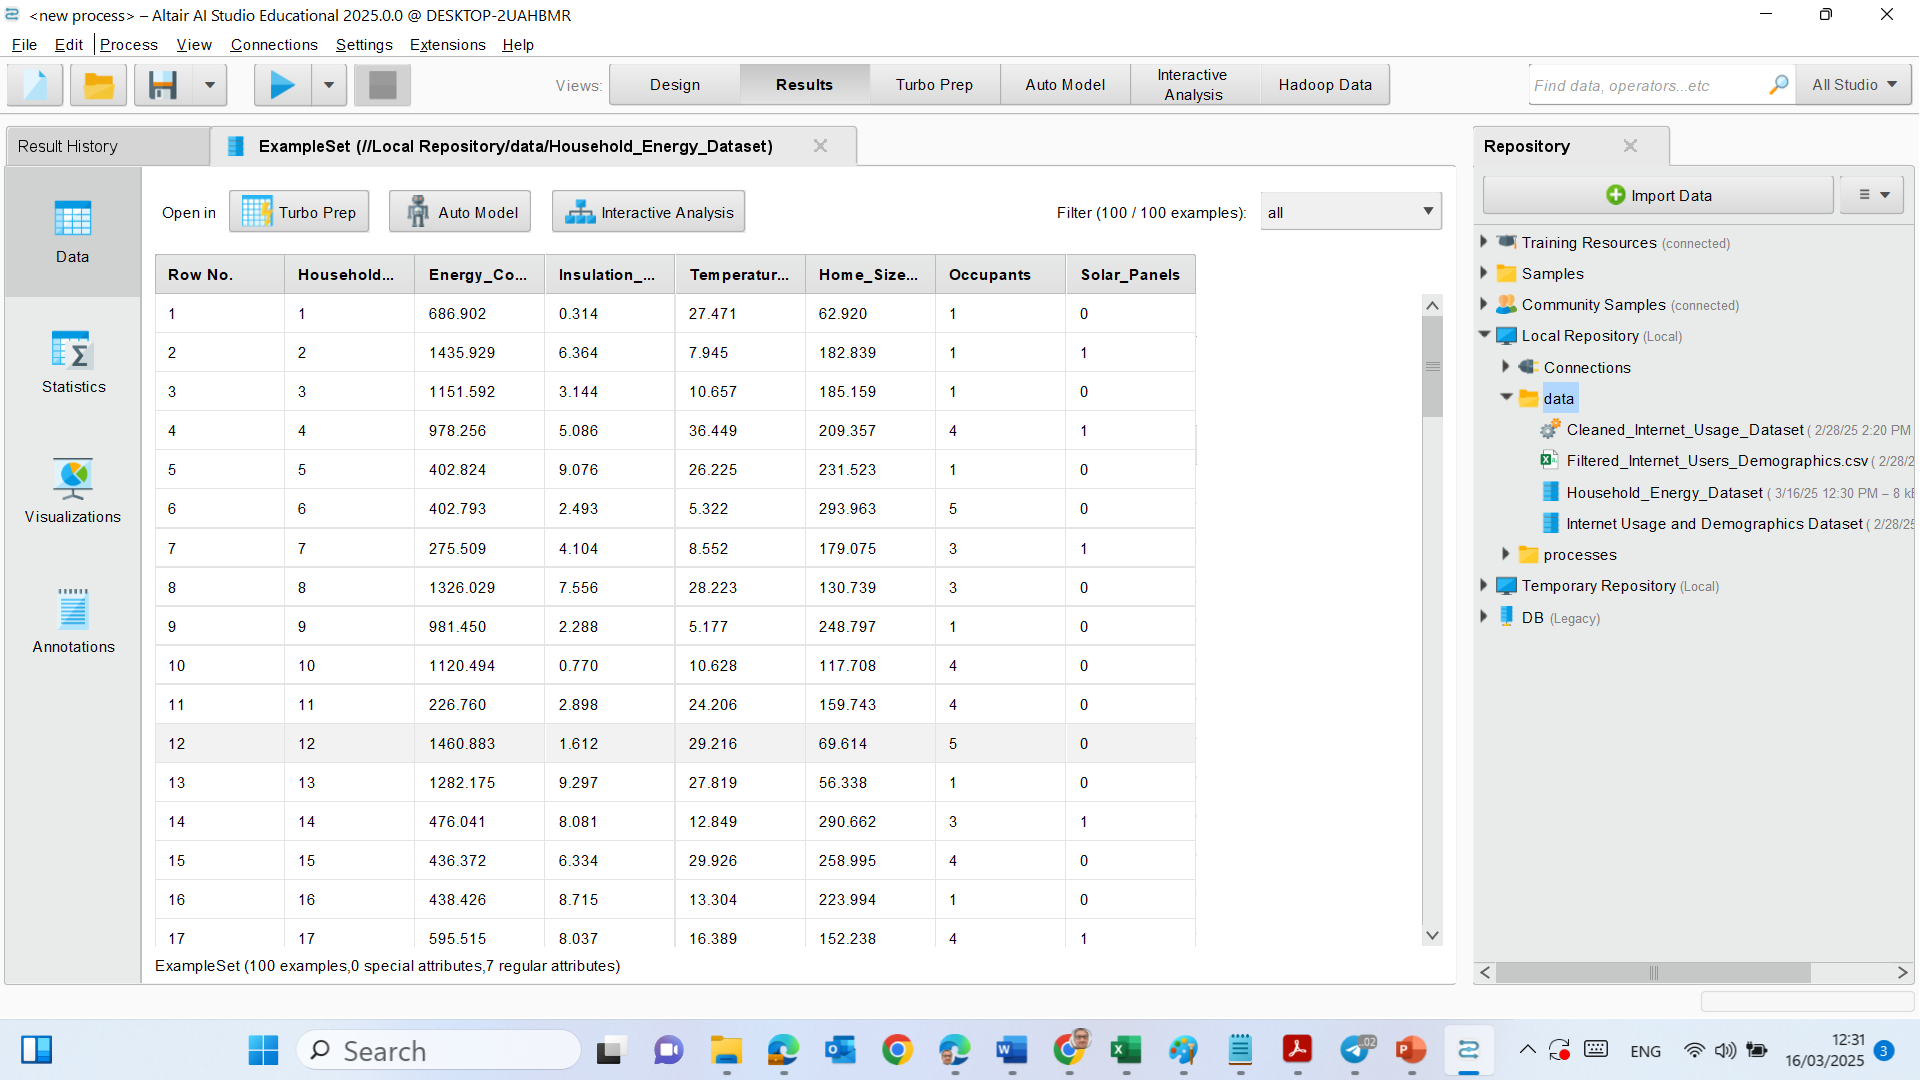 <new process> – Altair AI Studio Educational 2025.0.0 @ DESKTOP-2UAHBMR
File Edit Process View Connections Settings Extensions Help
Views: Design Results Turbo Prep Auto Model Interactive Analysis Hadoop Data
Find data, operators...etc All Studio
Result History
ExampleSet (//Local Repository/data/Household_Energy_Dataset)
Data
Statistics
Visualizations
Annotations
Open in Turbo Prep Auto Model Interactive Analysis
Filter (100 / 100 examples): all
Row No. Household... Energy_Co... Insulation_... Temperatur... Home_Size... Occupants Solar_Panels
1 1 686.902 0.314 27.471 62.920 1 0
2 2 1435.929 6.364 7.945 182.839 1 1
3 3 1151.592 3.144 10.657 185.159 1 0
4 4 978.256 5.086 36.449 209.357 4 1
5 5 402.824 9.076 26.225 231.523 1 0
6 6 402.793 2.493 5.322 293.963 5 0
7 7 275.509 4.104 8.552 179.075 3 1
8 8 1326.029 7.556 28.223 130.739 3 0
9 9 981.450 2.288 5.177 248.797 1 0
10 10 1120.494 0.770 10.628 117.708 4 0
11 11 226.760 2.898 24.206 159.743 4 0
12 12 1460.883 1.612 29.216 69.614 5 0
13 13 1282.175 9.297 27.819 56.338 1 0
14 14 476.041 8.081 12.849 290.662 3 1
15 15 436.372 6.334 29.926 258.995 4 0
16 16 438.426 8.715 13.304 223.994 1 0
17 17 595.515 8.037 16.389 152.238 4 1
ExampleSet (100 examples,0 special attributes,7 regular attributes)
Repository
Import Data
Training Resources (connected)
Samples
Community Samples (connected)
Local Repository (Local)
Connections
data
Cleaned_Internet_Usage_Dataset ( 2/28/25 2:20 PM
Filtered_Internet_Users_Demographics.csv ( 2/28/2
Household_Energy_Dataset ( 3/16/25 12:30 PM – 8 kB
Internet Usage and Demographics Dataset ( 2/28/25
processes
Temporary Repository (Local)
DB (Legacy)
Search
..02
ENG
12:31
16/03/2025
3